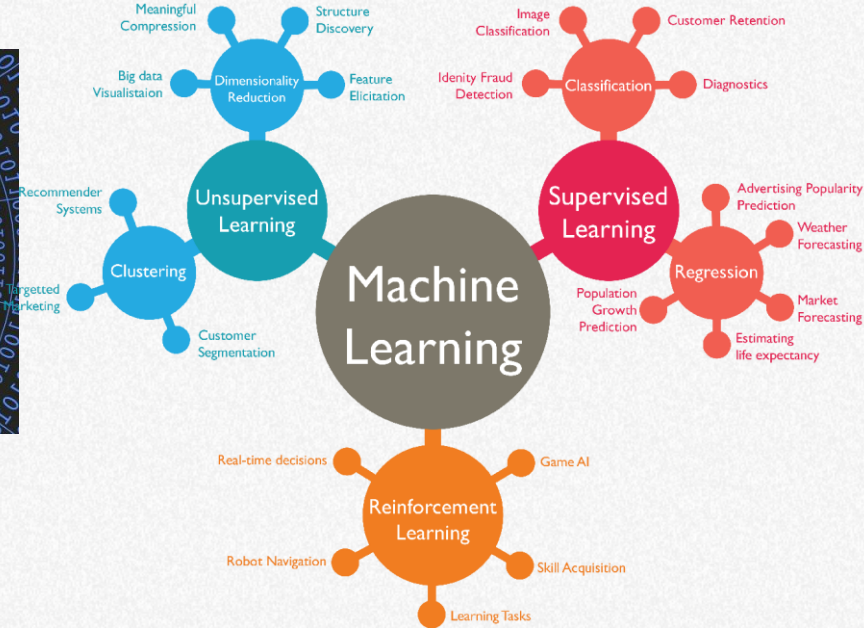 Meaningful
Compression
Structure
Discovery
Big data
Visualistaion
Dimensionality
Reduction
Feature
Elicitation
Unsupervised
Learning
Recommender
Systems
Clustering
Targetted
Marketing
Customer
Segmentation
Image
Classification
Customer Retention
Idenity Fraud
Detection
Classification
Diagnostics
Supervised
Learning
Advertising Popularity
Prediction
Weather
Forecasting
Regression
Population
Growth
Prediction
Market
Forecasting
Estimating
life expectancy
Machine
Learning
Real-time decisions
Game AI
Reinforcement
Learning
Robot Navigation
Skill Acquisition
Learning Tasks